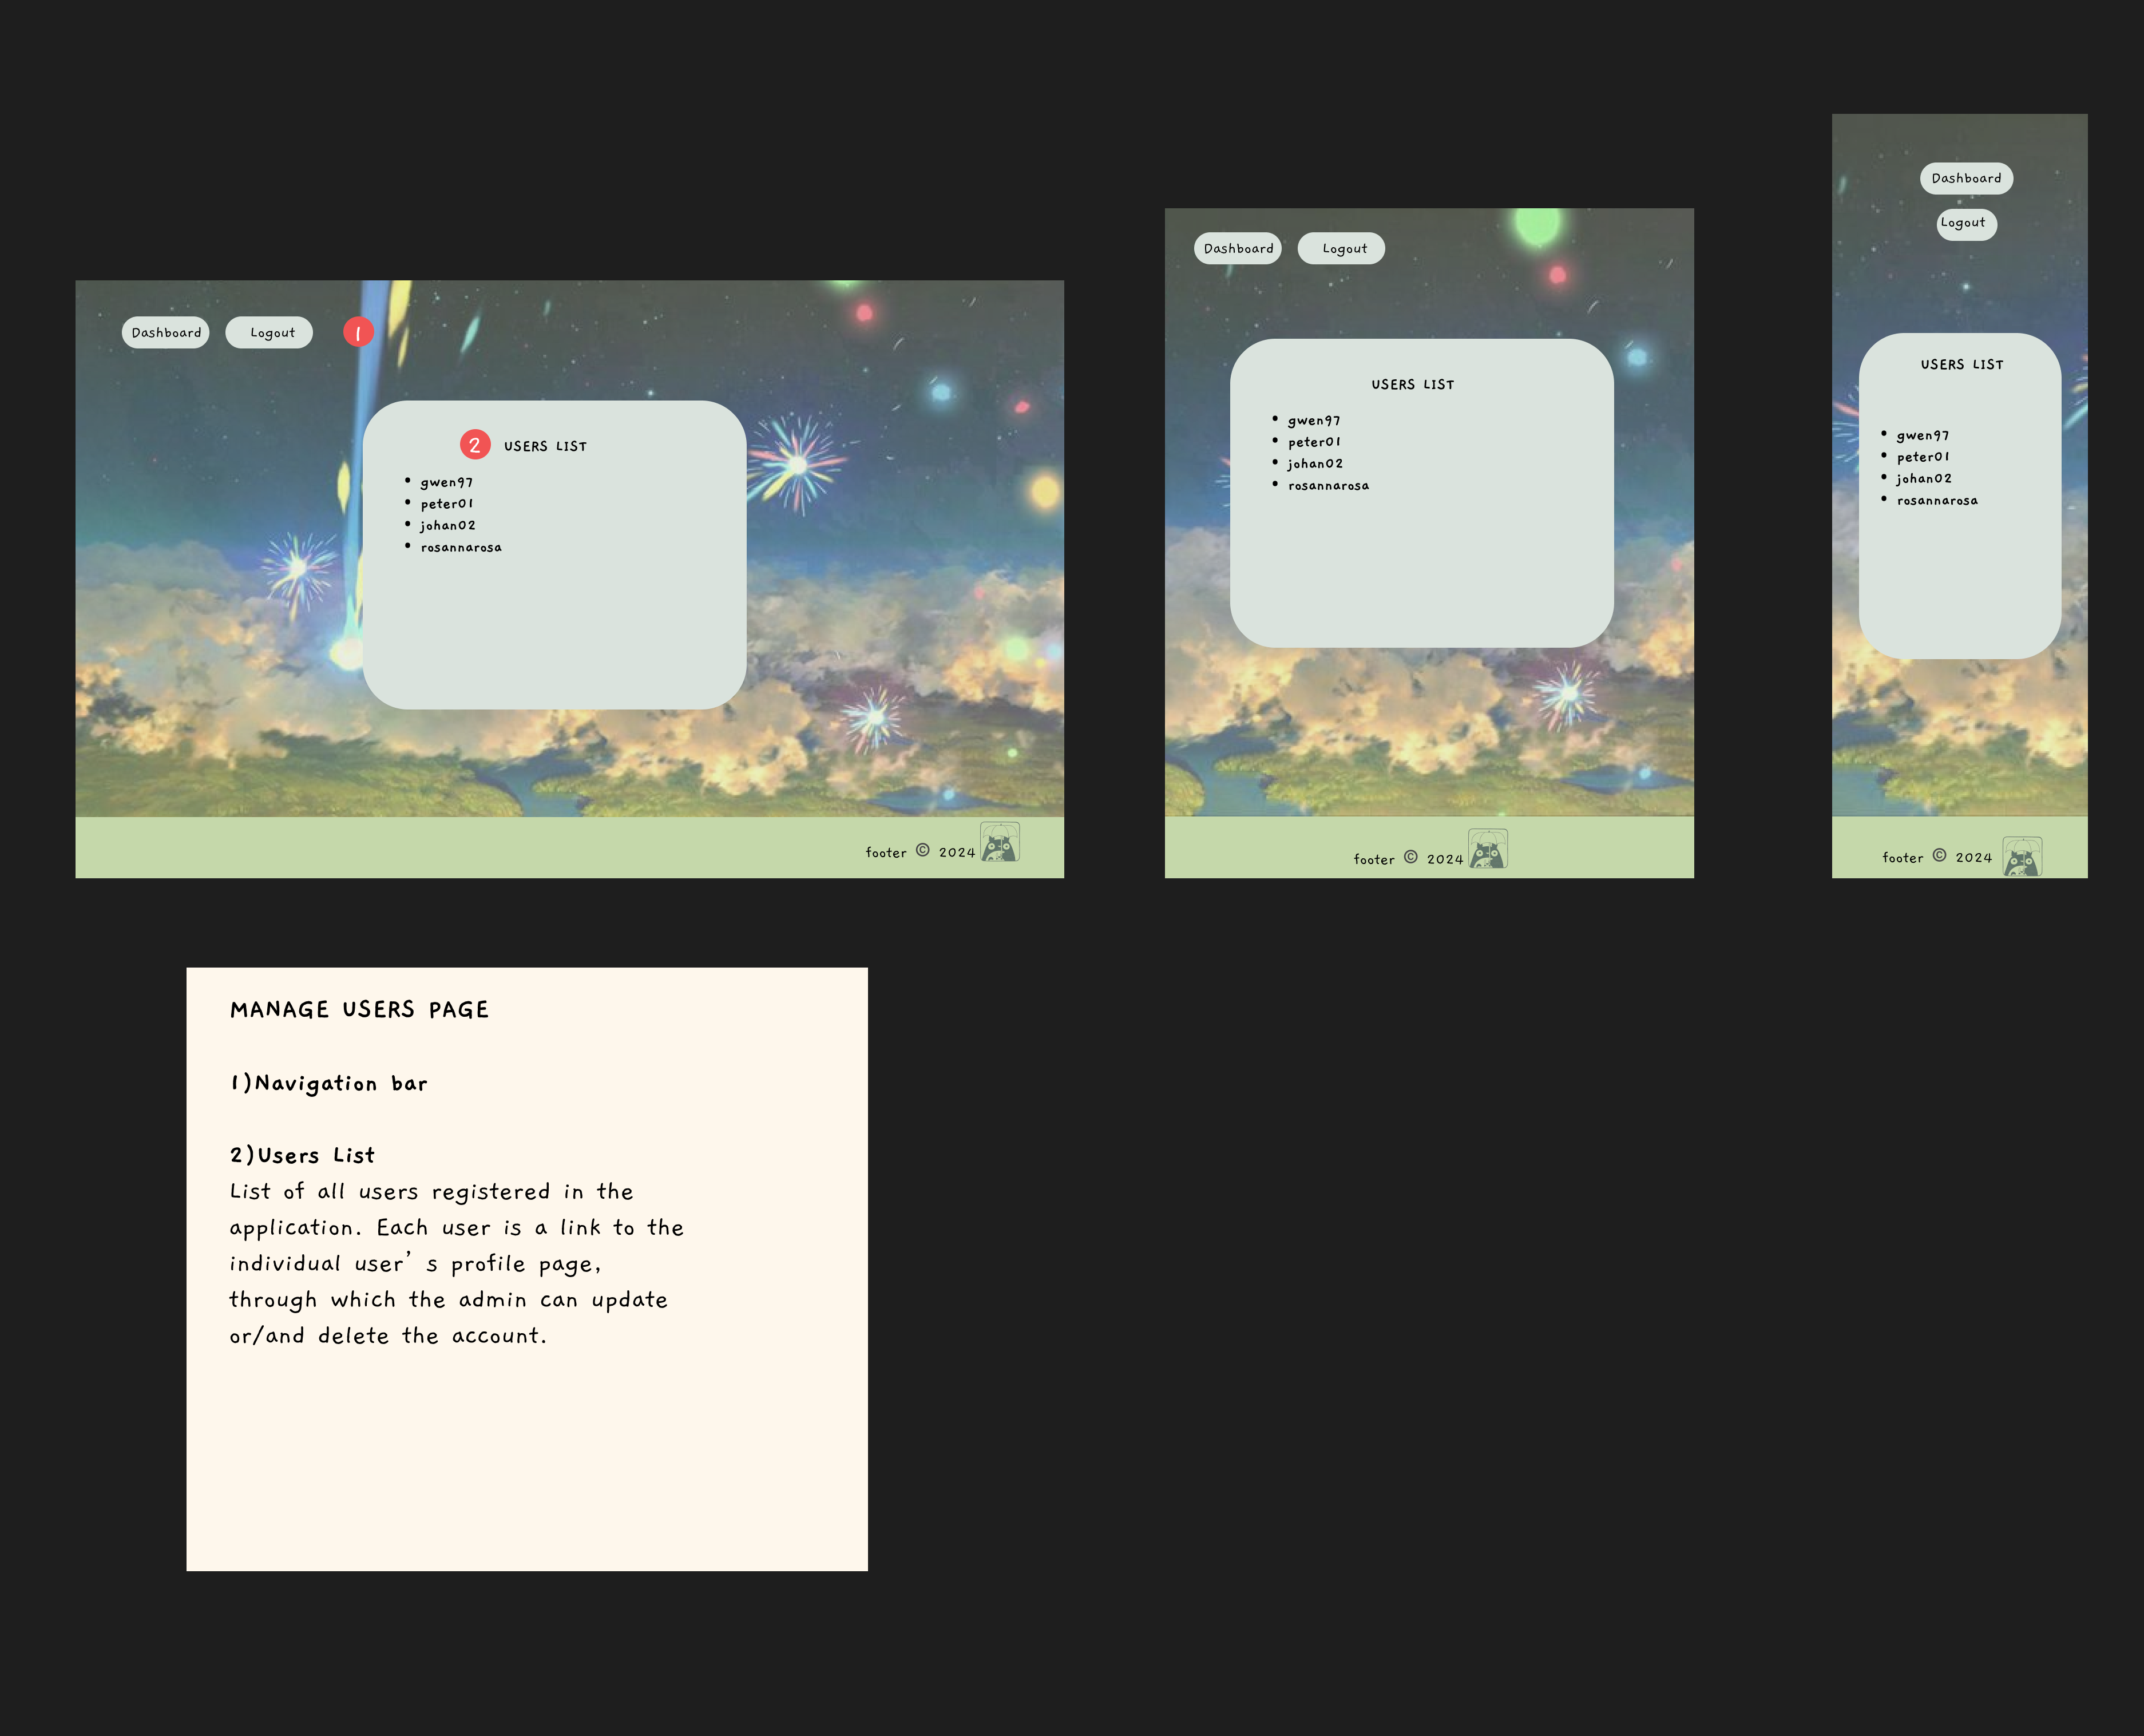 Dashboard
Logout
1
2
USERS LIST
• gwen97
• peter01
• johan02
• rosannarosa
footer © 2024
Dashboard
Logout
USERS LIST
• gwen97
• peter01
• johan02
• rosannarosa
footer © 2024
Dashboard
Logout
USERS LIST
• gwen97
• peter01
• johan02
• rosannarosa
footer © 2024
MANAGE USERS PAGE
1)Navigation bar
2)Users List
List of all users registered in the
application. Each user is a link to the
individual user’ s profile page,
through which the admin can update
or/and delete the account.